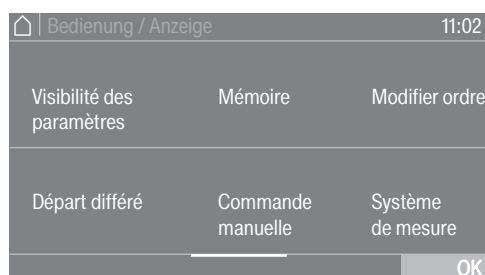 Bedienung / Anzeige 11:02
Visibilité des paramètres
Mémoire
Modifier ordre
Départ différé
Commande manuelle
Système de mesure
OK